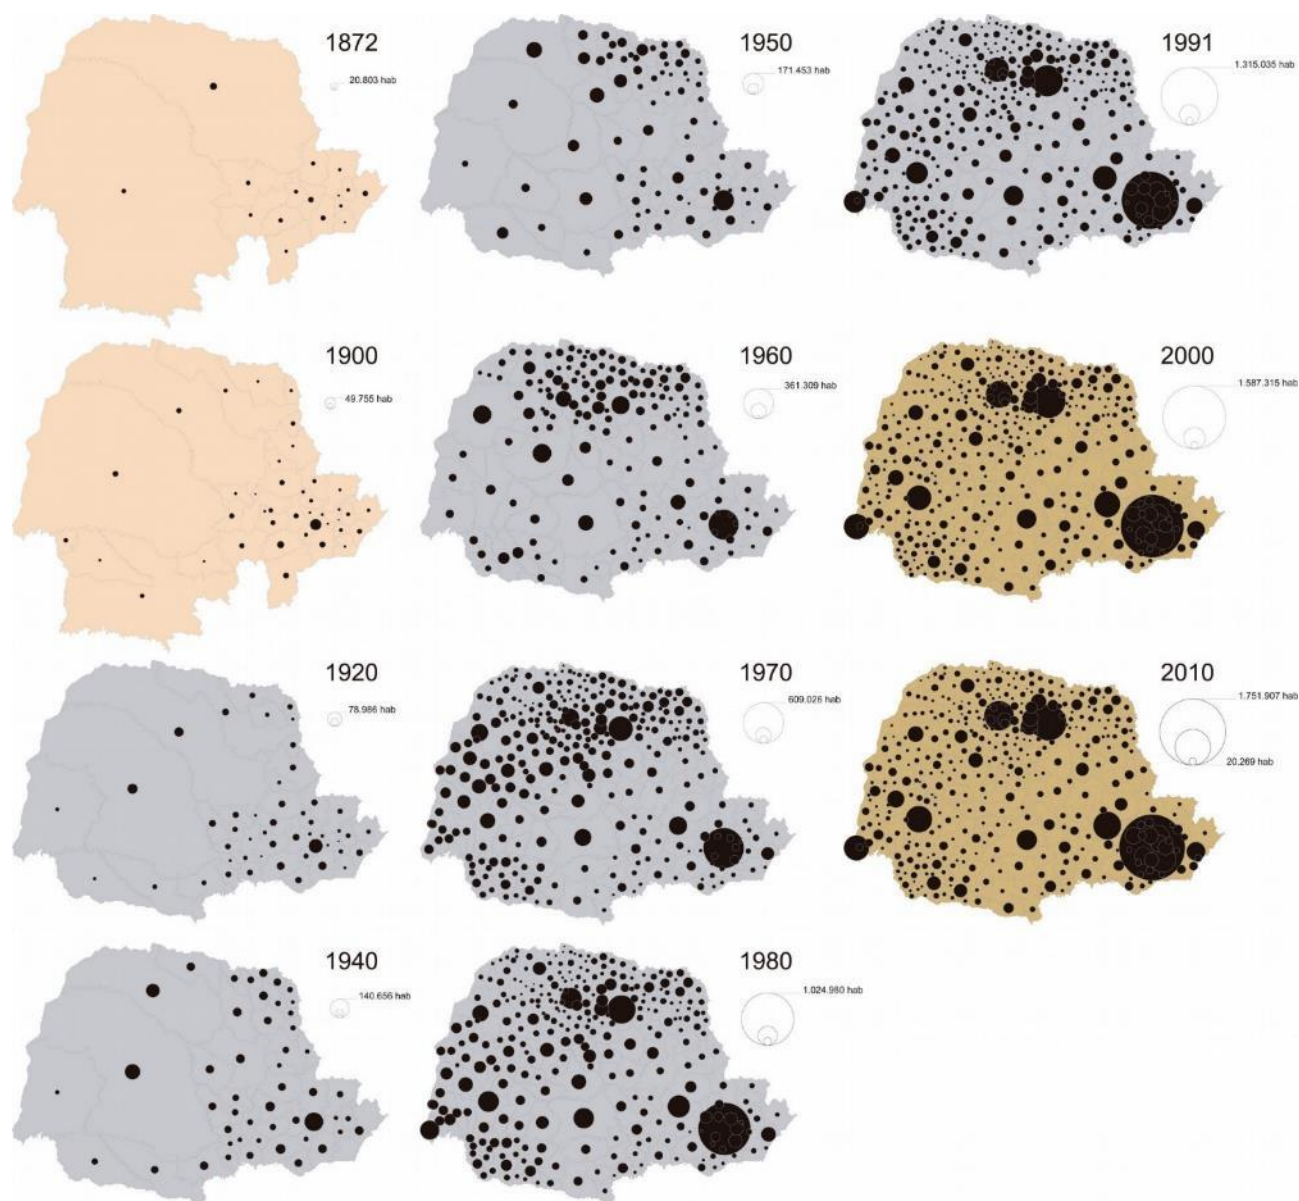 1872
20.803 hab
1950
171.453 hab
1991
1.315.035 hab
1900
49.755 hab
1960
361.309 hab
2000
1.587.315 hab
1920
78.986 hab
1970
609.026 hab
2010
1.751.907 hab
20.269 hab
1940
140.656 hab
1980
1.024.980 hab